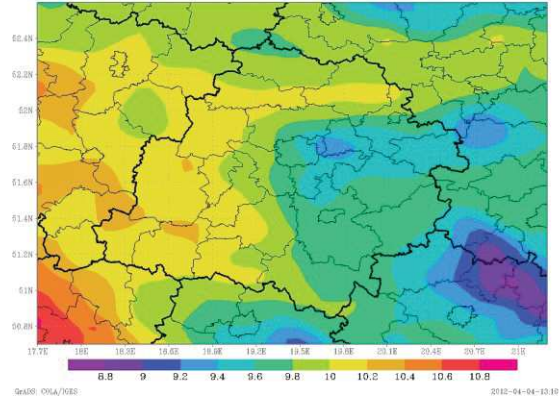 52.4N
52.2N
52N
51.8N
51.6N
51.4N
51.2N
51N
50.8N
17.7E 18E 18.3E 18.6E 18.9E 19.2E 19.5E 19.8E 20.1E 20.4E 20.7E 21E
8.8 9 9.2 9.4 9.6 9.8 10 10.2 10.4 10.6 10.8
GrADS: COLA/IGES 2012-04-04-13:10